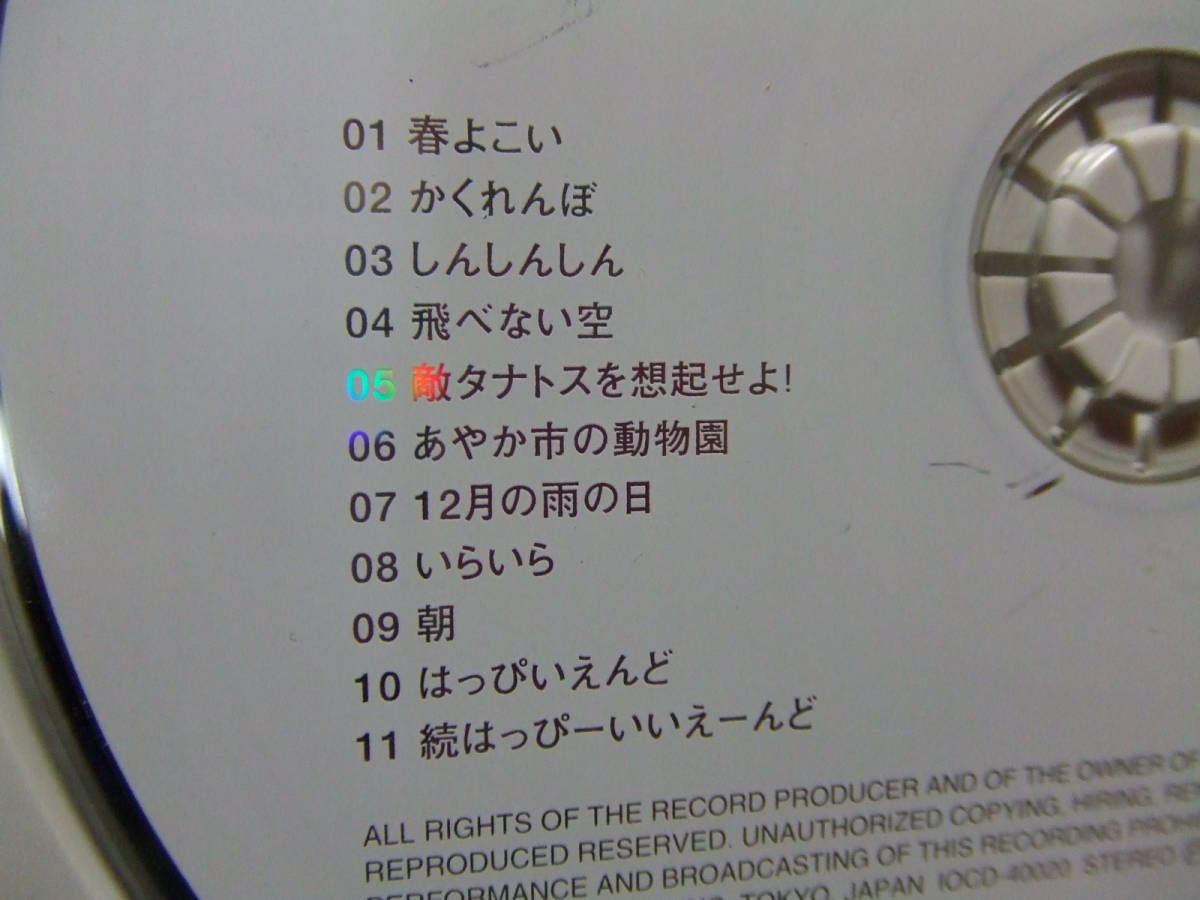 01 春よこい
02 かくれんぼ
03 しんしんしん
04 飛べない空
05 敵タナトスを想起せよ!
06 あやか市の動物園
07 12月の雨の日
08 いらいら
09 朝
10 はっぴいえんど
11 続はっぴーいいえーんど
ALL RIGHTS OF THE RECORD PRODUCER AND OF THE OWNER OF
REPRODUCED RESERVED. UNAUTHORIZED COPYING, HIRING,
PERFORMANCE AND BROADCASTING OF THIS RECORDING
TOKYO, JAPAN IOCD-40020 STEREO